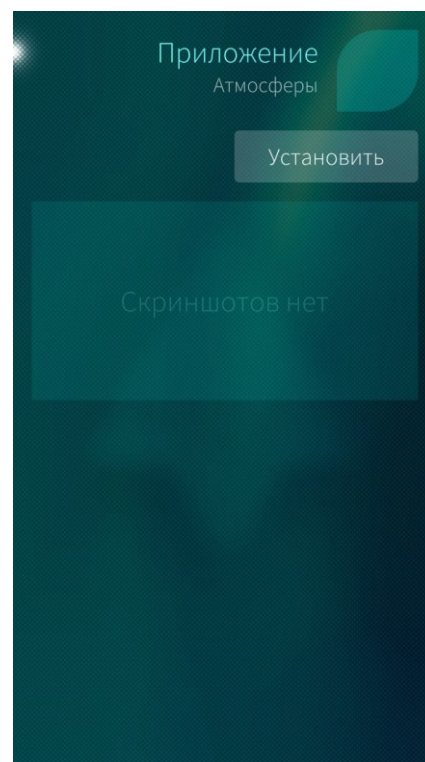 Приложение
Атмосферы
Установить
Скриншотов нет